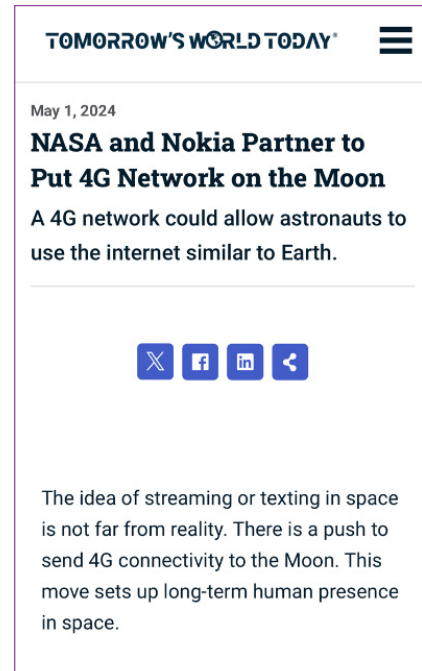 TOMORROW'S WORLD TODAY®
May 1, 2024
NASA and Nokia Partner to
Put 4G Network on the Moon
A 4G network could allow astronauts to
use the internet similar to Earth.
The idea of streaming or texting in space
is not far from reality. There is a push to
send 4G connectivity to the Moon. This
move sets up long-term human presence
in space.